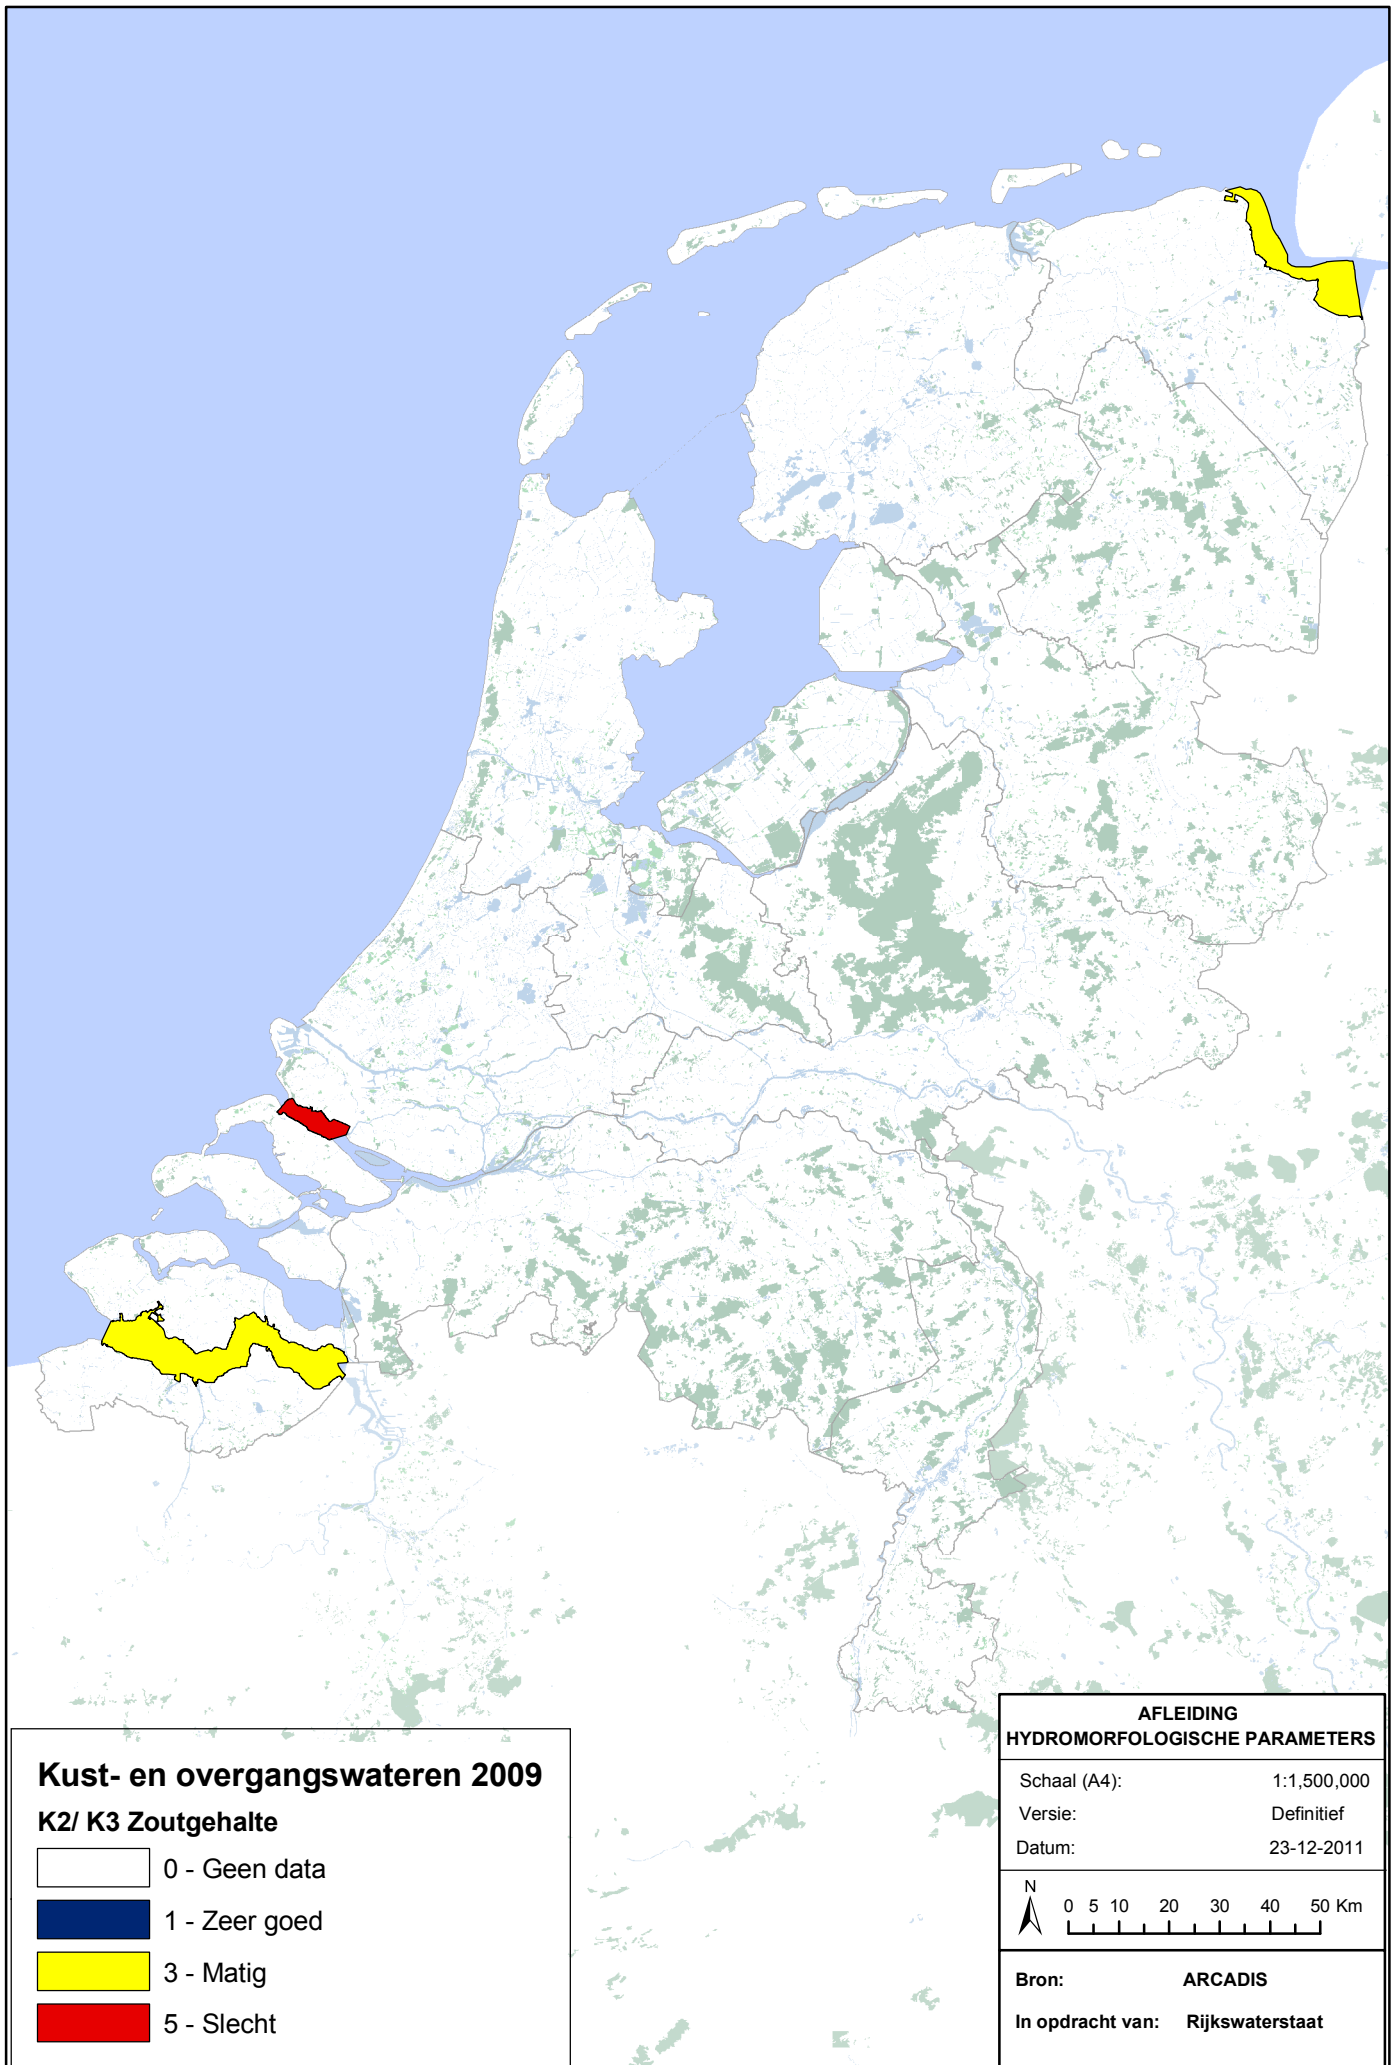 Kust- en overgangswateren 2009
K2/ K3 Zoutgehalte
0 - Geen data
1 - Zeer goed
3 - Matig
5 - Slecht
AFLEIDING
HYDROMORFOLOGISCHE PARAMETERS
Schaal (A4): 1:1,500,000
Versie: Definitief
Datum: 23-12-2011
N
0 5 10 20 30 40 50 Km
Bron: ARCADIS
In opdracht van: Rijkswaterstaat